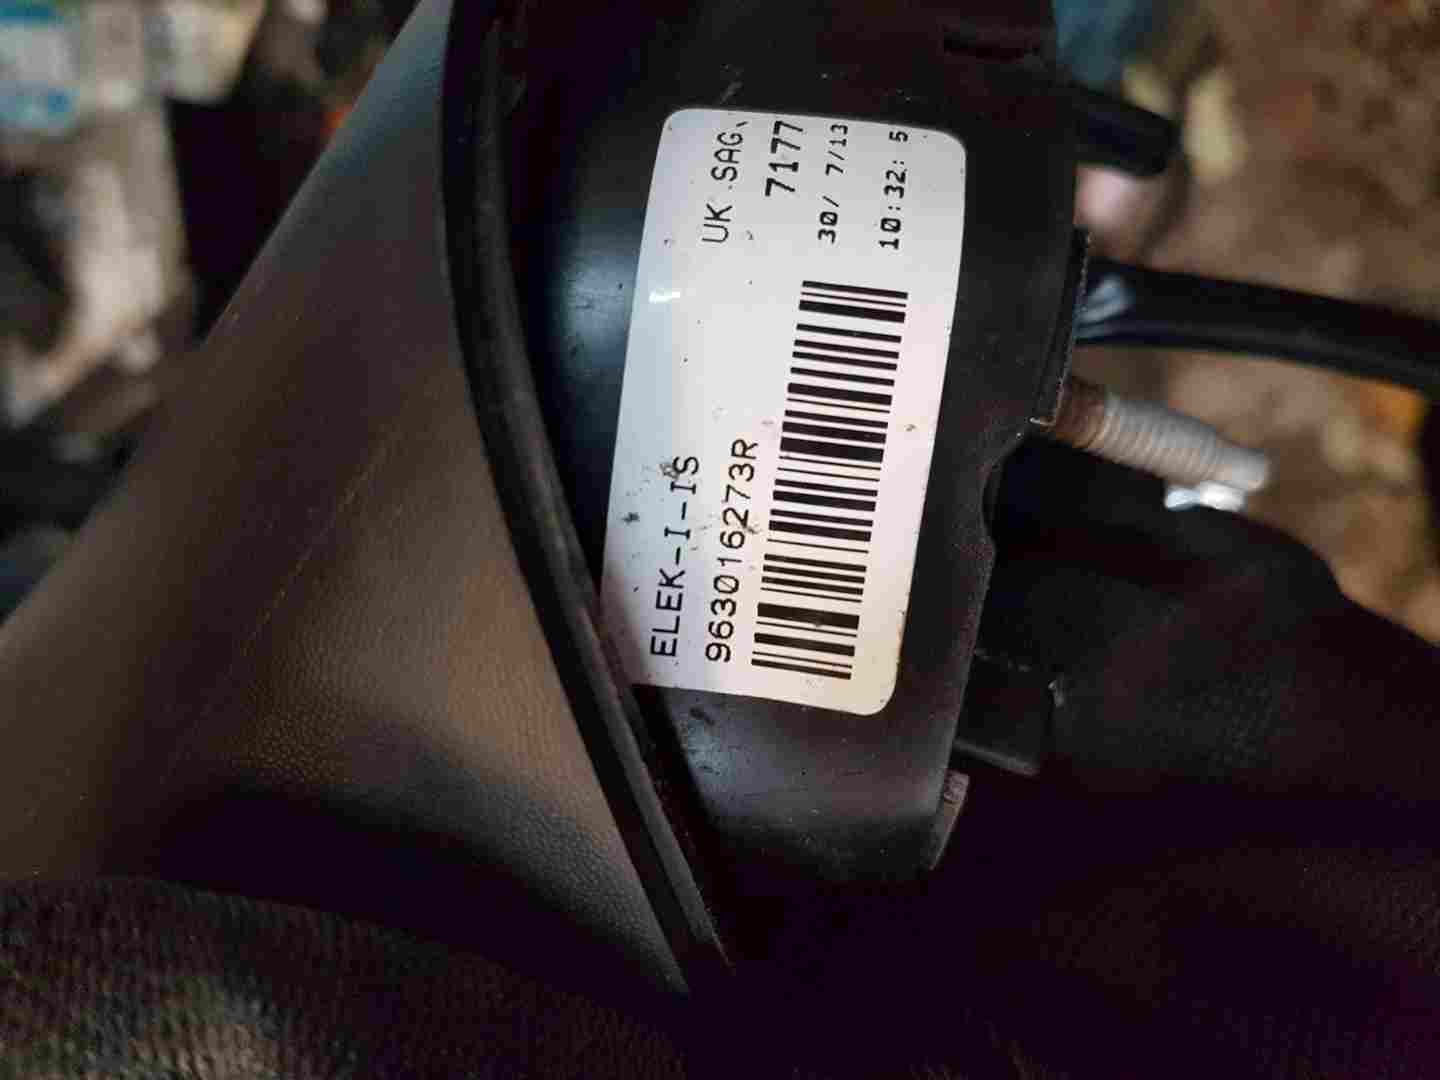 UK SAG
7177
30/ 7/13
10:32: 5
ELEK-I-IS
963016273R